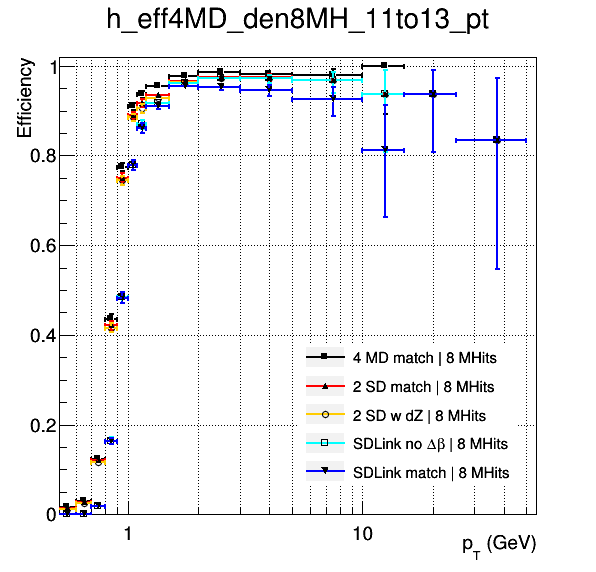 h_eff4MD_den8MH_11to13_pt
Efficiency
1
0.8
0.6
0.4
0.2
0
4 MD match | 8 MHits
2 SD match | 8 MHits
2 SD w dZ | 8 MHits
SDLink no Δβ | 8 MHits
SDLink match | 8 MHits
1
10
p_T (GeV)